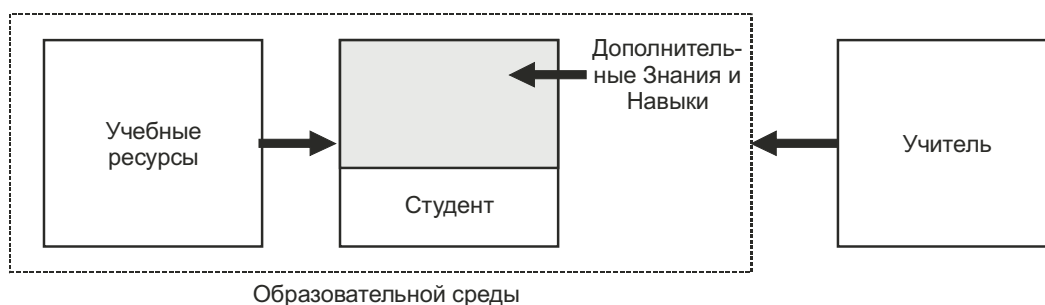 Учебные
ресурсы
Студент
Дополнитель-
ные Знания и
Навыки
Учитель
Образовательной среды